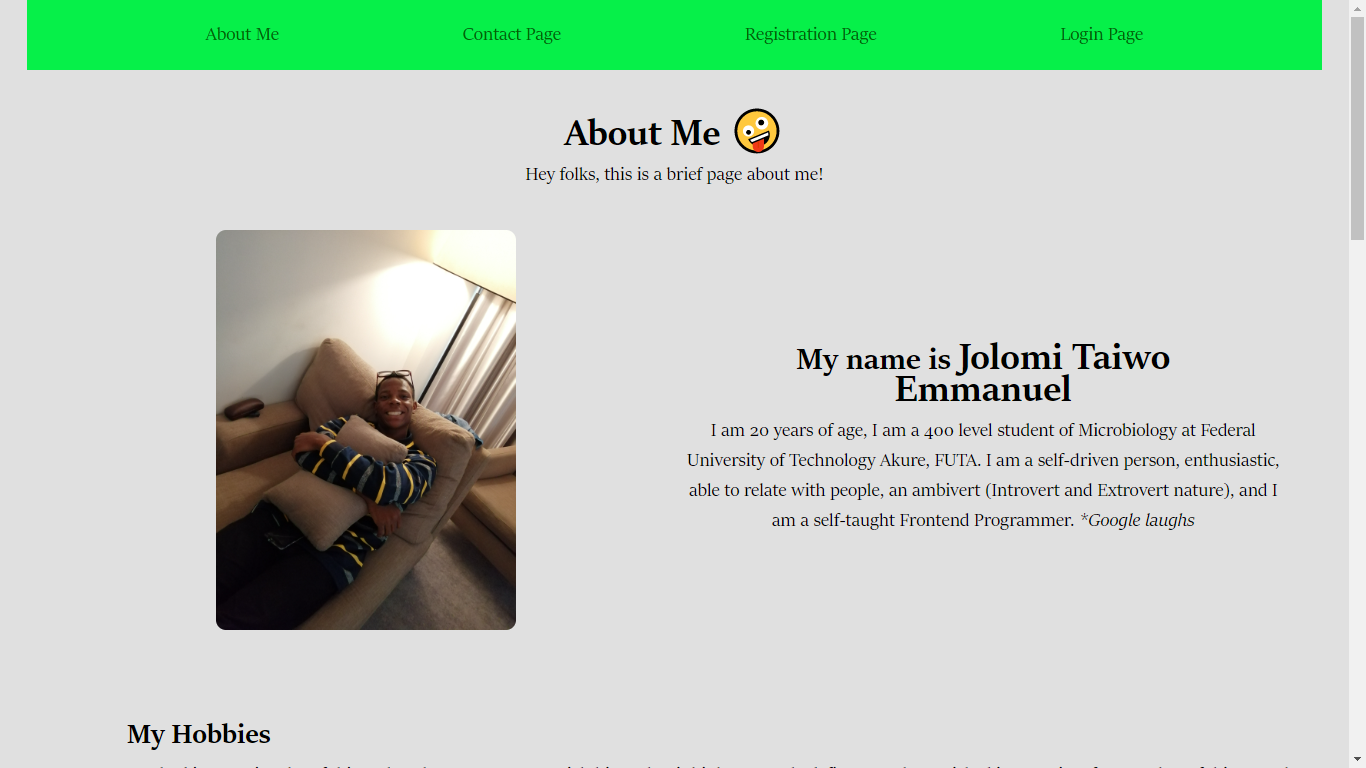 About Me Contact Page Registration Page Login Page
About Me
Hey folks, this is a brief page about me!
My name is Jolomi Taiwo
Emmanuel
I am 20 years of age, I am a 400 level student of Microbiology at Federal
University of Technology Akure, FUTA. I am a self-driven person, enthusiastic,
able to relate with people, an ambivert (Introvert and Extrovert nature), and I
am a self-taught Frontend Programmer. *Google laughs
My Hobbies